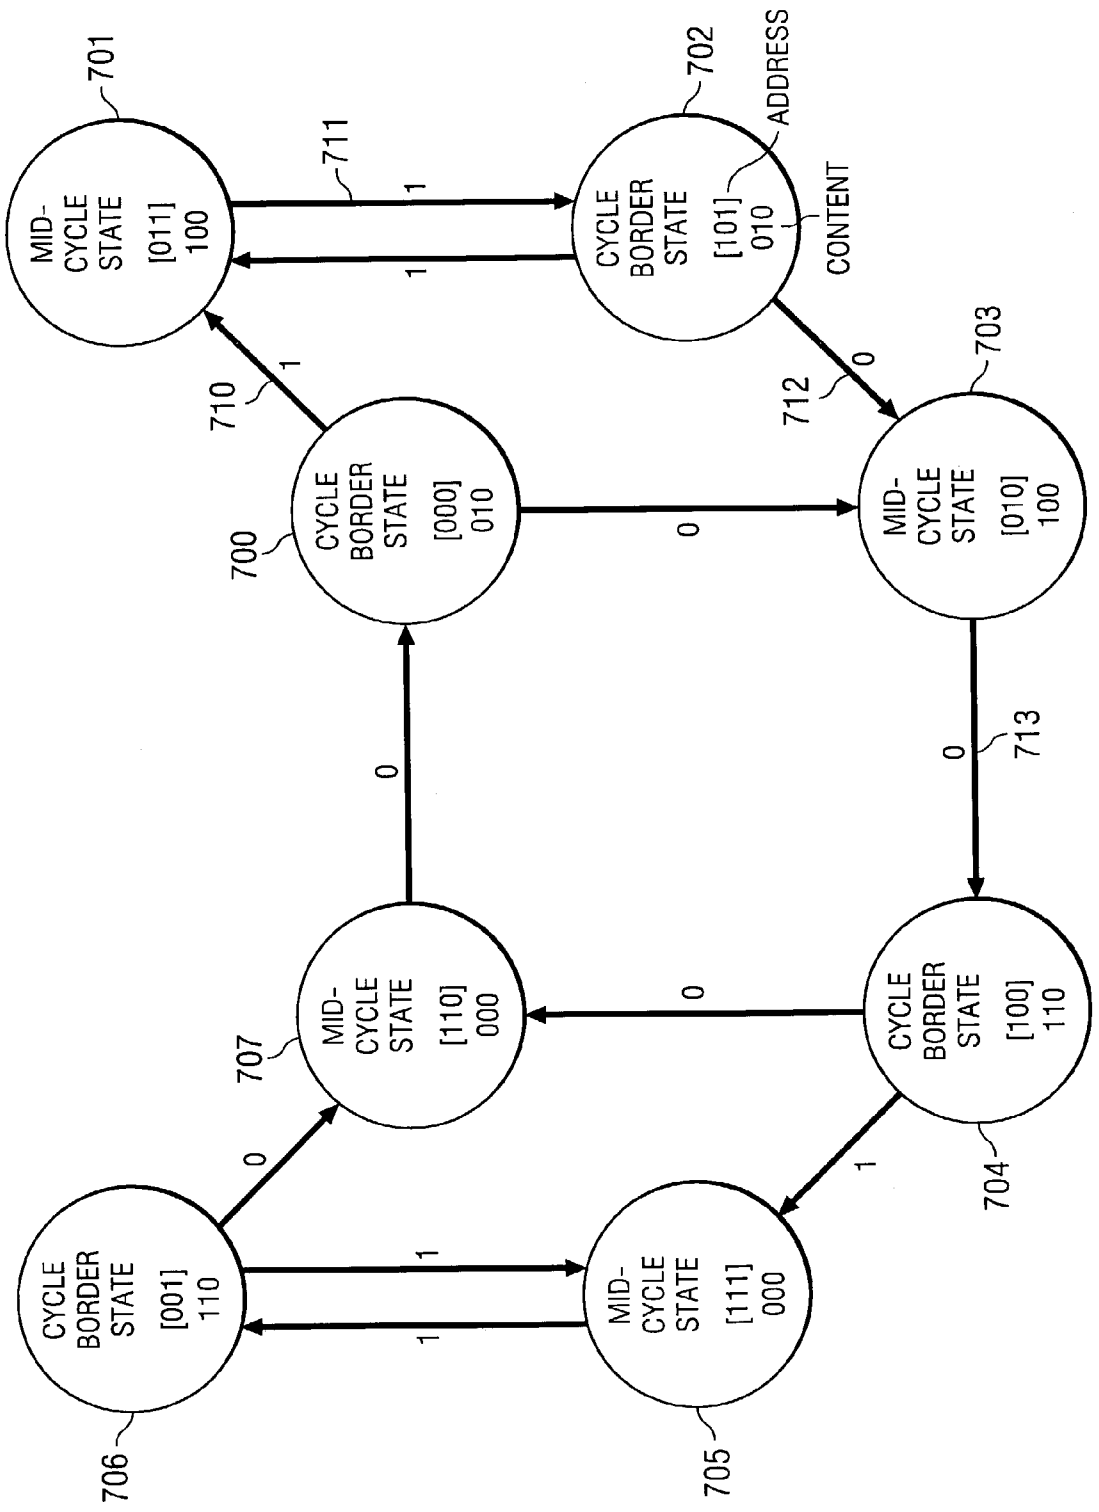 706
CYCLE
BORDER
STATE
[001]
110
701
MID-
CYCLE
STATE
[011]
100
0
707
MID-
CYCLE
STATE
[110]
000
0
700
CYCLE
BORDER
STATE
[000]
010
710
1
711
1
1
1
1
705
MID-
CYCLE
STATE
[111]
000
0
0
702
CYCLE
BORDER
STATE
[101]
010
ADDRESS
CONTENT
1
712
0
704
CYCLE
BORDER
STATE
[100]
110
0
713
703
MID-
CYCLE
STATE
[010]
100